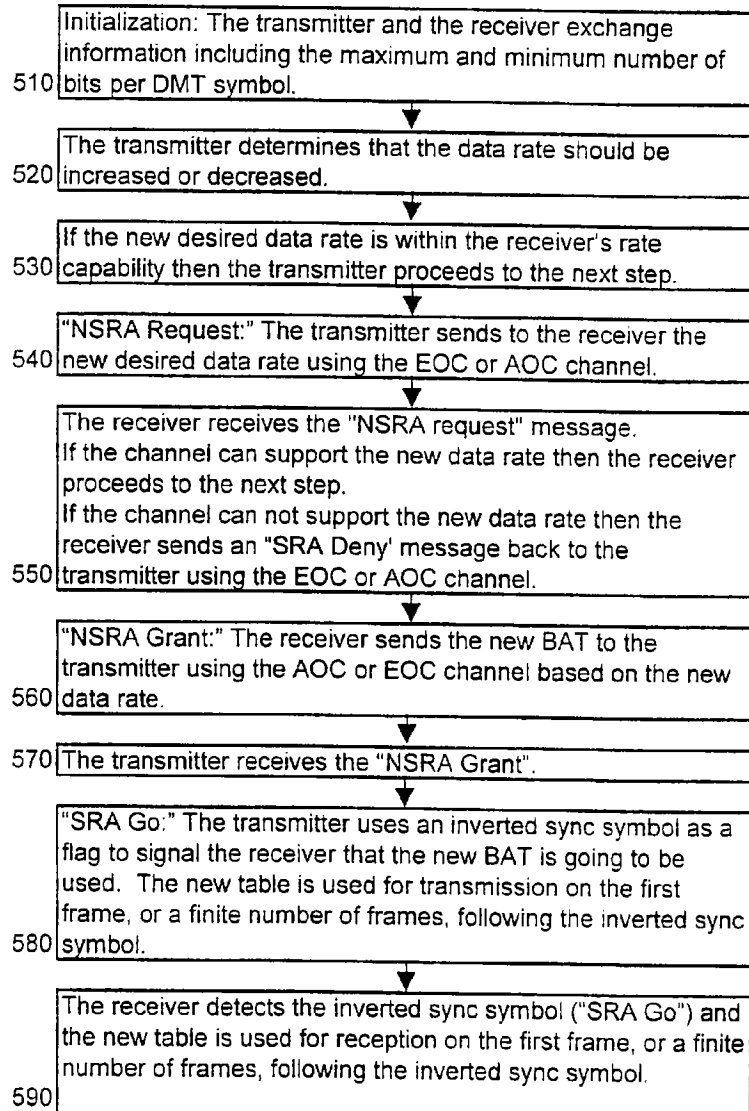 Initialization: The transmitter and the receiver exchange
information including the maximum and minimum number of
510 bits per DMT symbol.
The transmitter determines that the data rate should be
520 increased or decreased.
If the new desired data rate is within the receiver's rate
530 capability then the transmitter proceeds to the next step.
"NSRA Request:" The transmitter sends to the receiver the
540 new desired data rate using the EOC or AOC channel.
The receiver receives the "NSRA request" message.
If the channel can support the new data rate then the receiver
proceeds to the next step.
If the channel can not support the new data rate then the
receiver sends an "SRA Deny' message back to the
550 transmitter using the EOC or AOC channel.
"NSRA Grant:" The receiver sends the new BAT to the
transmitter using the AOC or EOC channel based on the new
560 data rate.
570 The transmitter receives the "NSRA Grant".
"SRA Go:" The transmitter uses an inverted sync symbol as a
flag to signal the receiver that the new BAT is going to be
used. The new table is used for transmission on the first
frame, or a finite number of frames, following the inverted sync
580 symbol.
The receiver detects the inverted sync symbol ("SRA Go") and
the new table is used for reception on the first frame, or a finite
number of frames, following the inverted sync symbol.
590